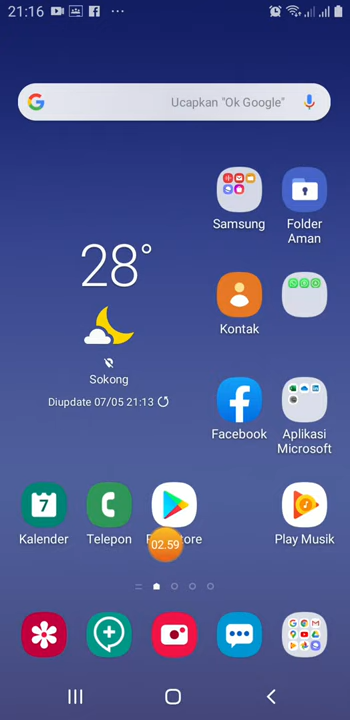 21:16
Ucapkan "Ok Google"
Samsung
Folder
Aman
28°
Kontak
Sokong
Diupdate 07/05 21:13
Facebook
Aplikasi
Microsoft
7
Kalender
Telepon
02.59
Play Musik